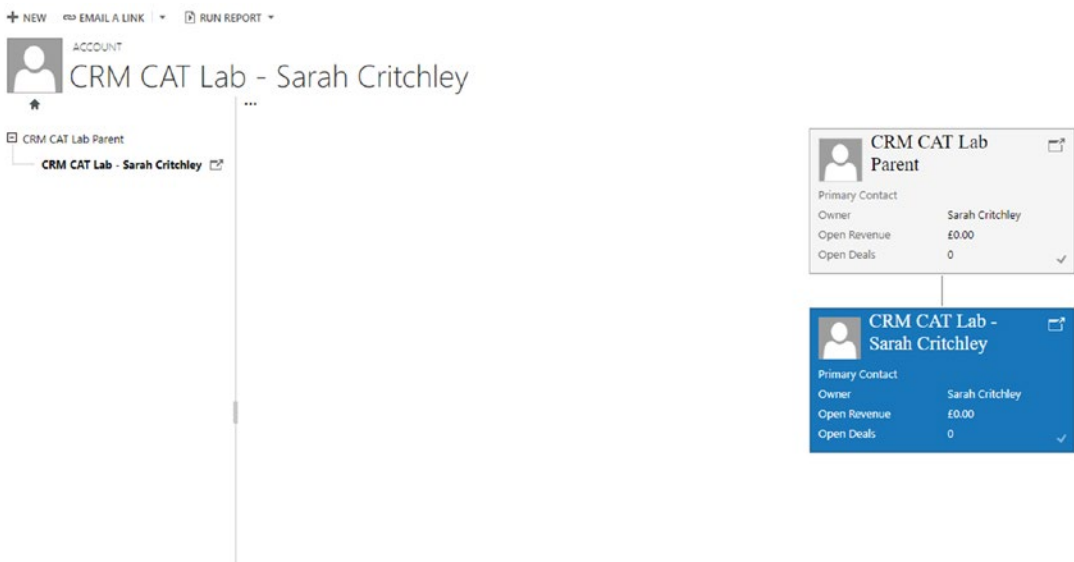 NEW EMAIL A LINK RUN REPORT
ACCOUNT
CRM CAT Lab - Sarah Critchley
...
CRM CAT Lab Parent
CRM CAT Lab - Sarah Critchley
CRM CAT Lab
Parent
Primary Contact
Owner Sarah Critchley
Open Revenue £0.00
Open Deals 0
CRM CAT Lab -
Sarah Critchley
Primary Contact
Owner Sarah Critchley
Open Revenue £0.00
Open Deals 0